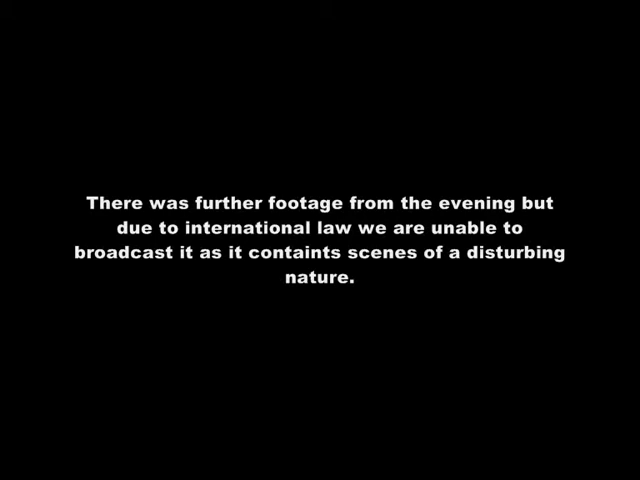 There was further footage from the evening but
due to international law we are unable to
broadcast it as it containts scenes of a disturbing
nature.